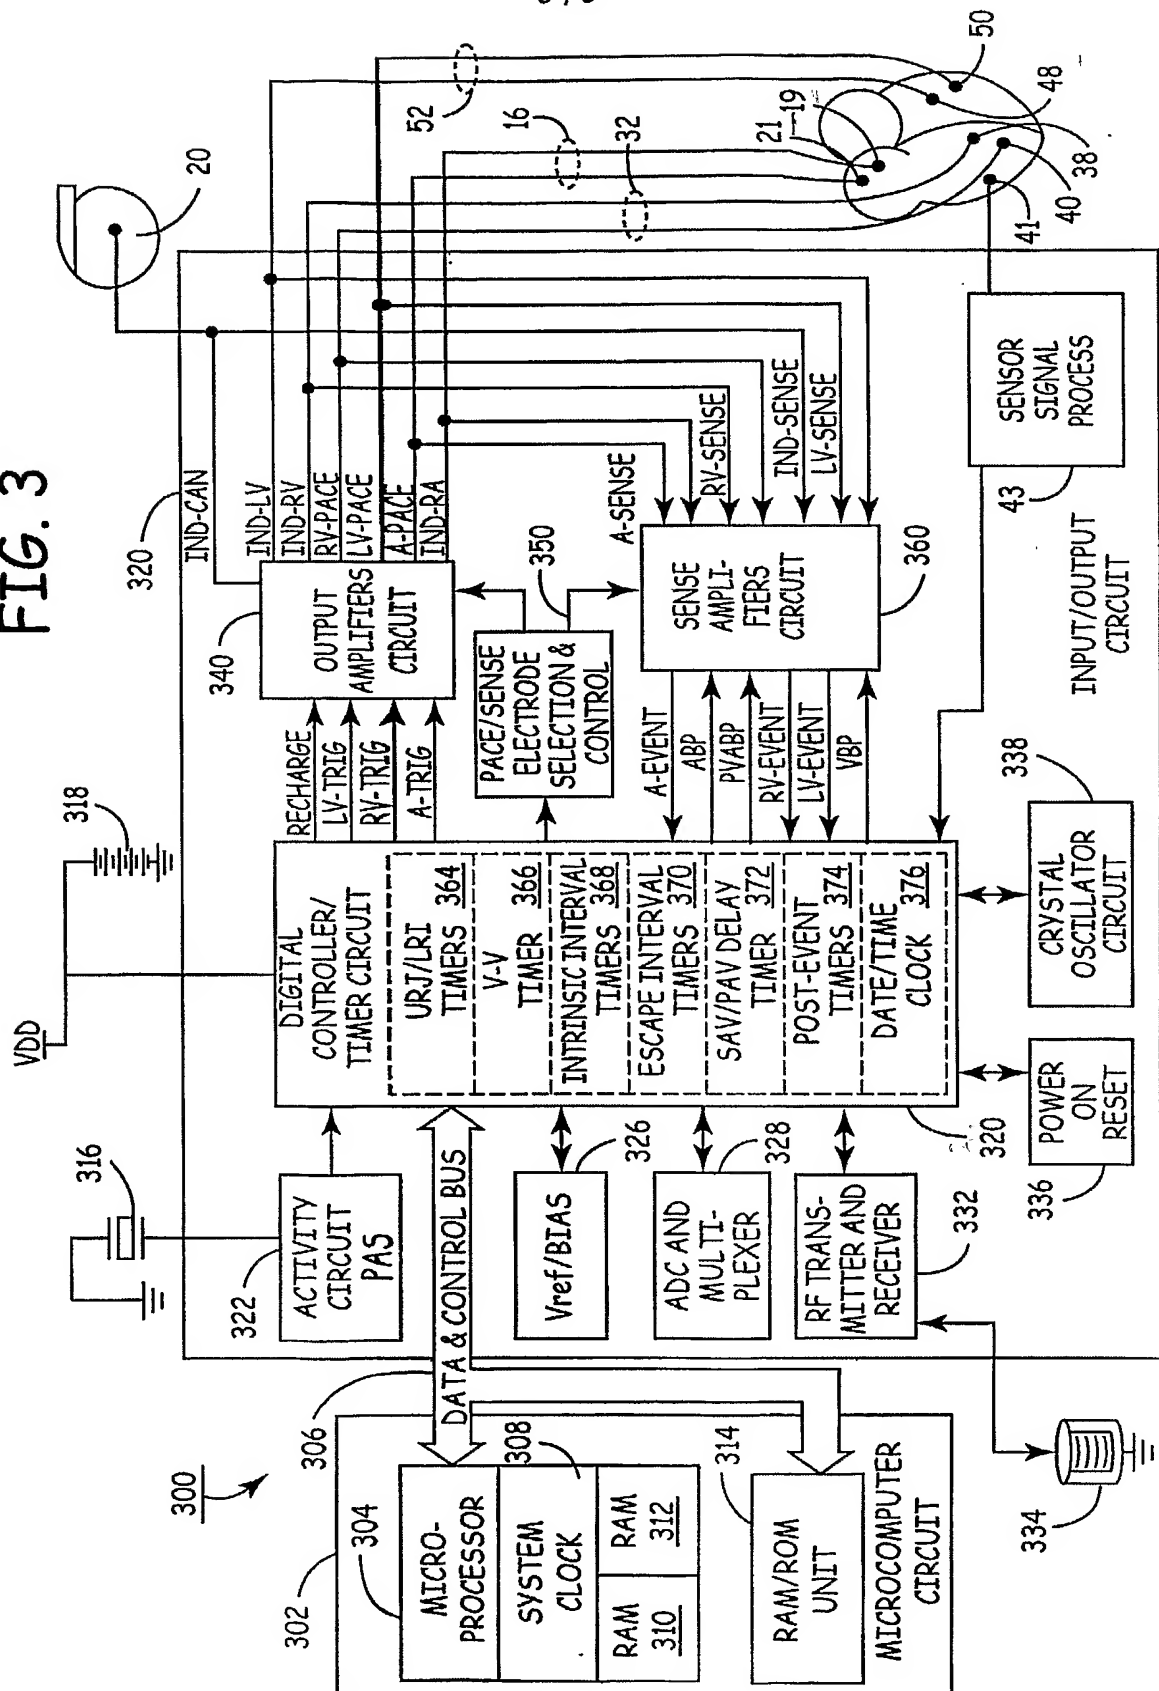 FIG. 3
300
302
304
MICRO-
PROCESSOR
SYSTEM
CLOCK
308
RAM
310
RAM
312
RAM/ROM
UNIT
314
MICROCOMPUTER
CIRCUIT
306
DATA & CONTROL BUS
316
322
ACTIVITY
CIRCUIT
PAS
Vref/BIAS
326
ADC AND
MULTI-
PLEXER
328
RF TRANS-
MITTER AND
RECEIVER
332
334
VDD
318
DIGITAL
CONTROLLER/
TIMER CIRCUIT
URJ/LRI
TIMERS 364
V-V
TIMER 366
INTRINSIC INTERVAL
TIMERS 368
ESCAPE INTERVAL
TIMERS 370
SAV/PAV DELAY
TIMER 372
POST-EVENT
TIMERS 374
DATE/TIME
CLOCK 376
320
POWER
ON
RESET
336
CRYSTAL
OSCILLATOR
CIRCUIT
338
RECHARGE
LV-TRIG
RV-TRIG
A-TRIG
340
OUTPUT
AMPLIFIERS
CIRCUIT
PACE/SENSE
ELECTRODE
SELECTION &
CONTROL
350
A-EVENT
ABP
PVABP
RV-EVENT
LV-EVENT
VBP
SENSE
AMPLI-
FIERS
CIRCUIT
360
INPUT/OUTPUT
CIRCUIT
320
IND-CAN
IND-LV
IND-RV
RV-PACE
LV-PACE
A-PACE
IND-RA
A-SENSE
RV-SENSE
IND-SENSE
LV-SENSE
SENSOR
SIGNAL
PROCESS
43
20
52
16
32
21
19
50
48
38
40
41